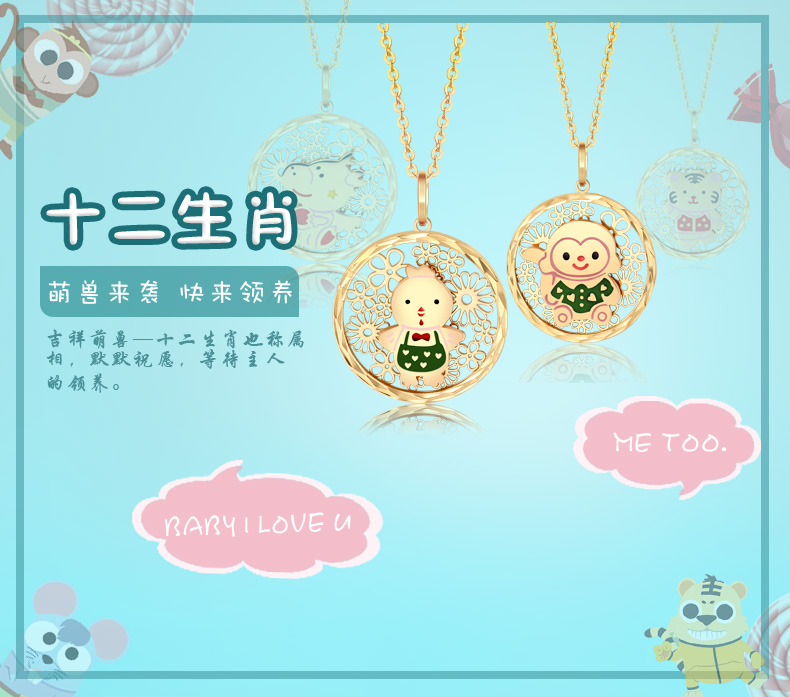 十二生肖
萌兽来袭 快来领养
吉祥萌兽—十二生肖也称属
相，默默祝愿，等待主人
的领养。
ME TOO.
BABY I LOVE U